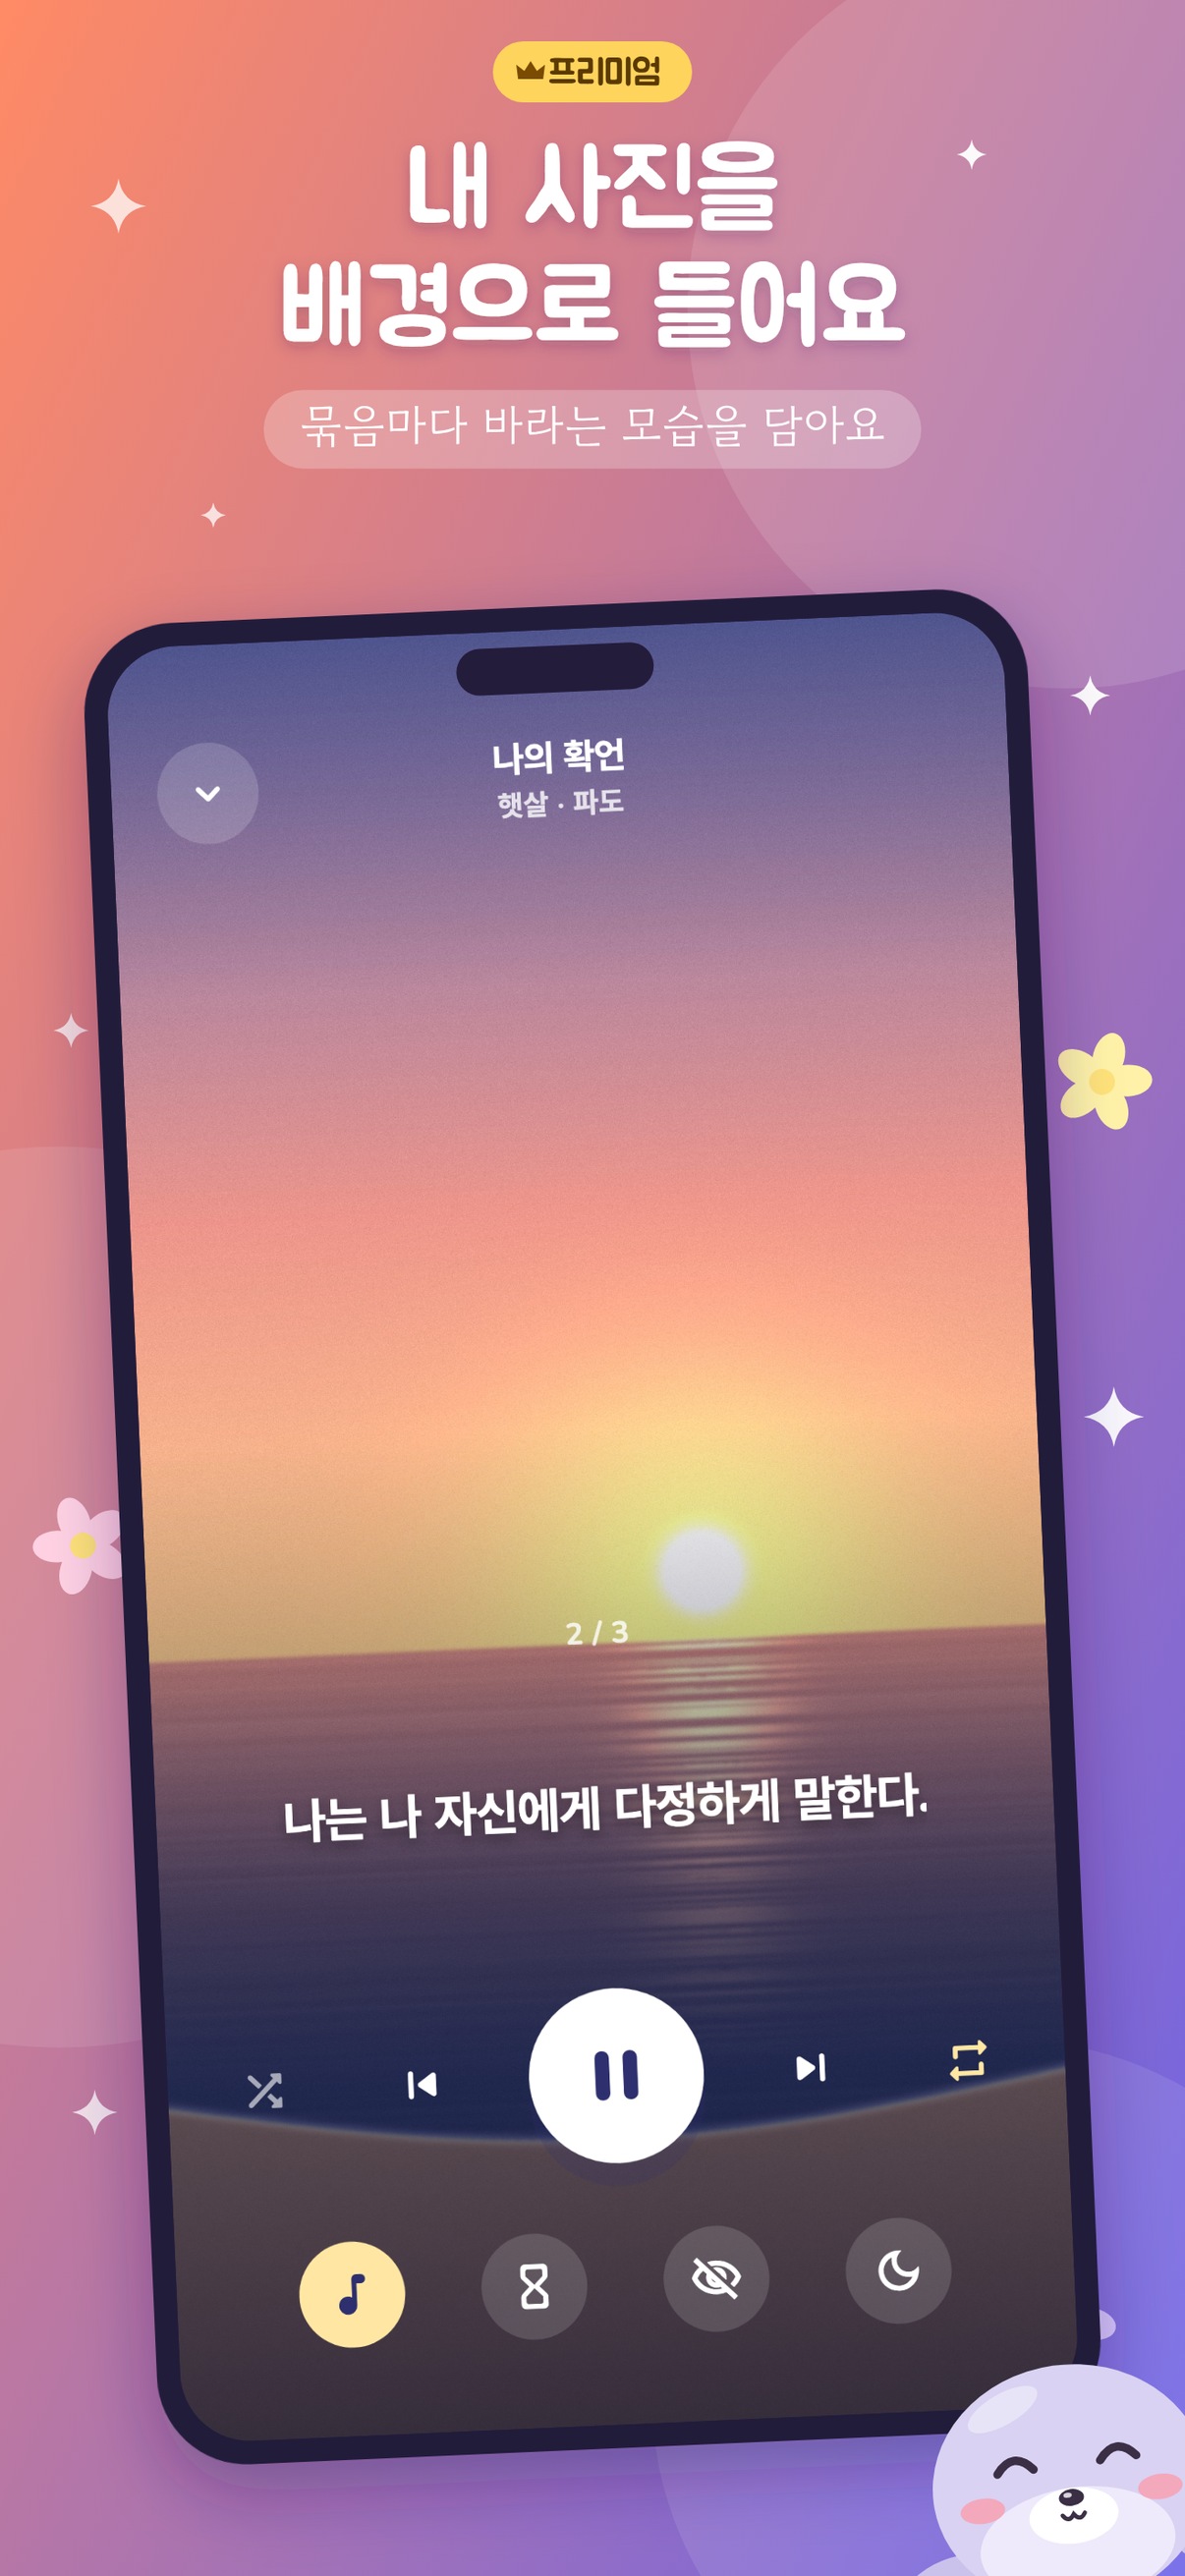 프리미엄
내 사진을
배경으로 들어요
묶음마다 바라는 모습을 담아요
나의 확언
햇살 · 파도
2 / 3
나는 나 자신에게 다정하게 말한다.